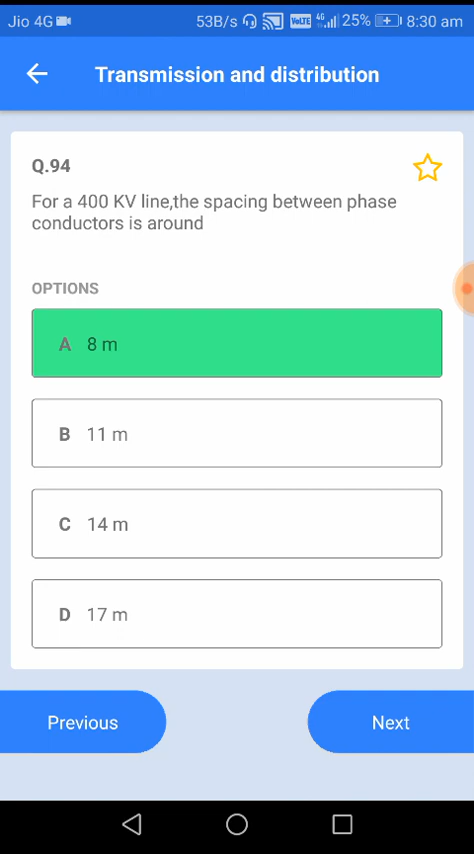 Jio 4G 53B/s VoLTE 4G 25% 8:30 am
Transmission and distribution
Q.94
For a 400 KV line,the spacing between phase
conductors is around
OPTIONS
A 8 m
B 11 m
C 14 m
D 17 m
Previous Next